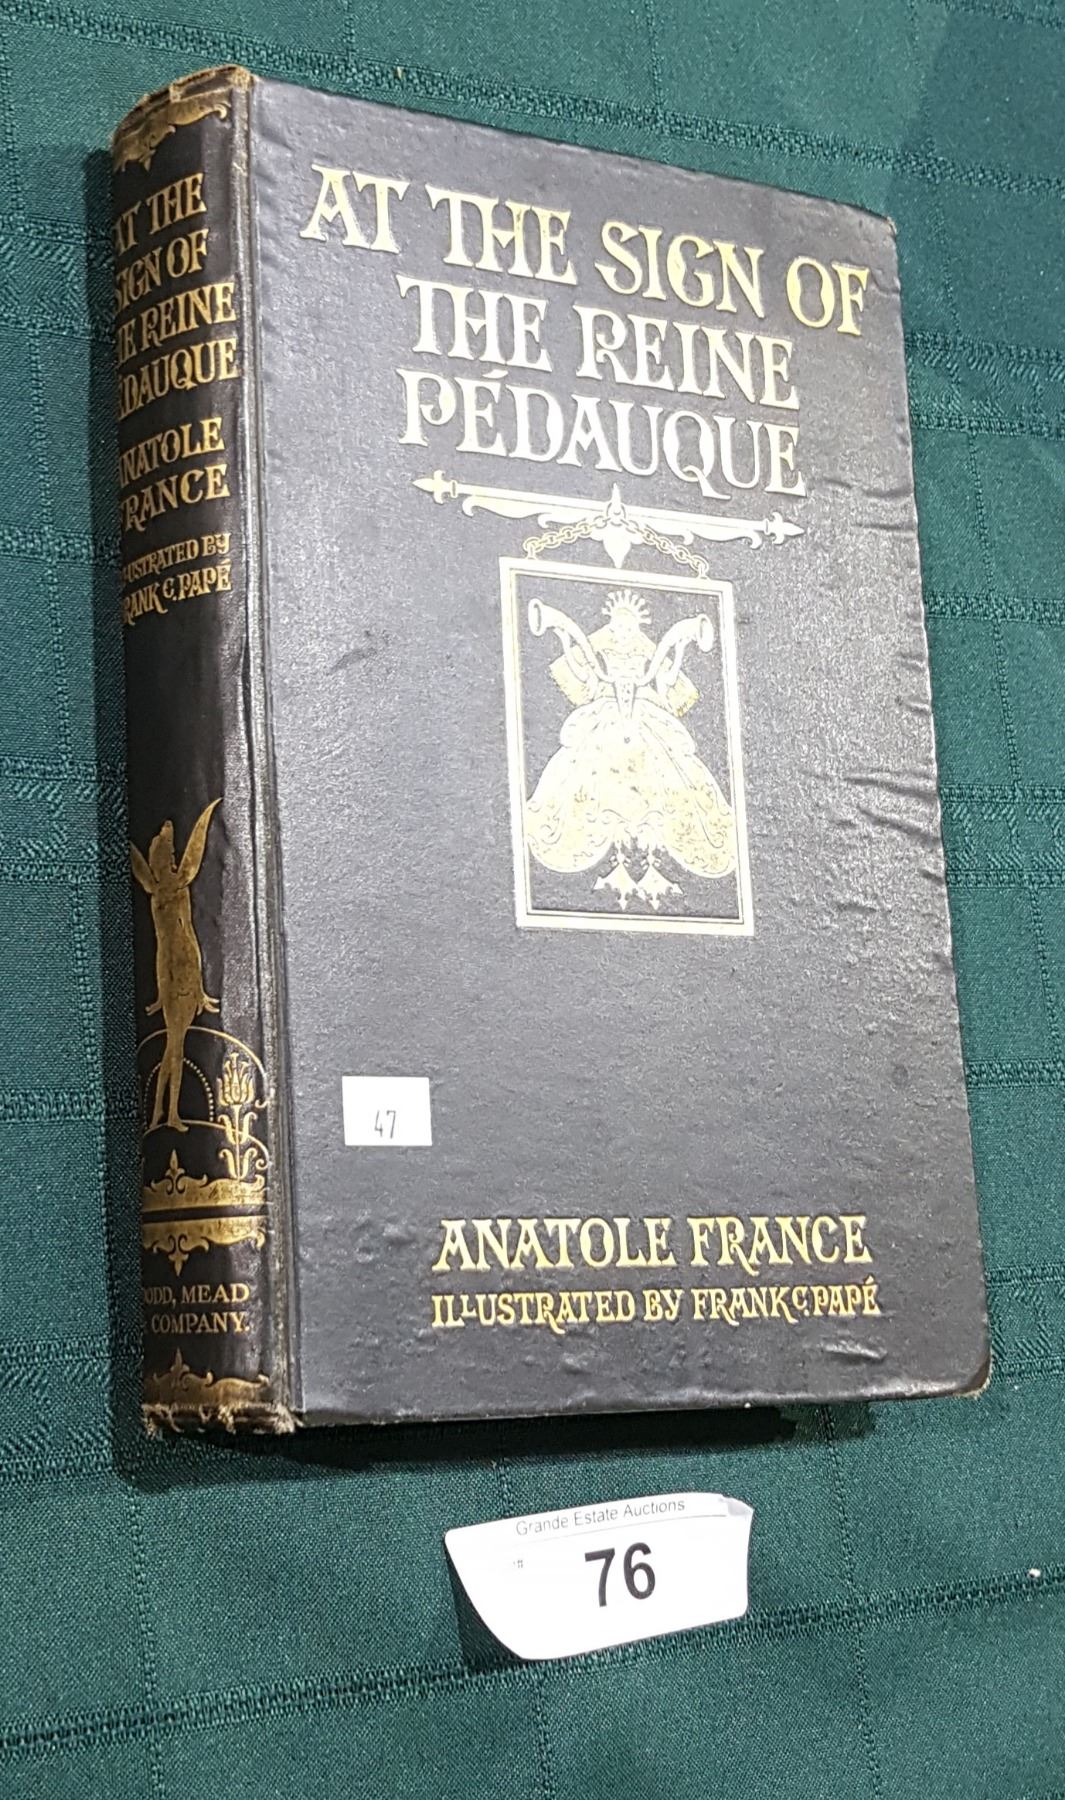 AT THE SIGN OF
THE REINE
PÉDAUQUE
47
ANATOLE FRANCE
ILLUSTRATED BY FRANK C. PAPÉ
AT THE
SIGN OF
THE REINE
PÉDAUQUE
ANATOLE
FRANCE
ILLUSTRATED BY
FRANK C. PAPÉ
DODD, MEAD
COMPANY.
Grande Estate Auctions
76